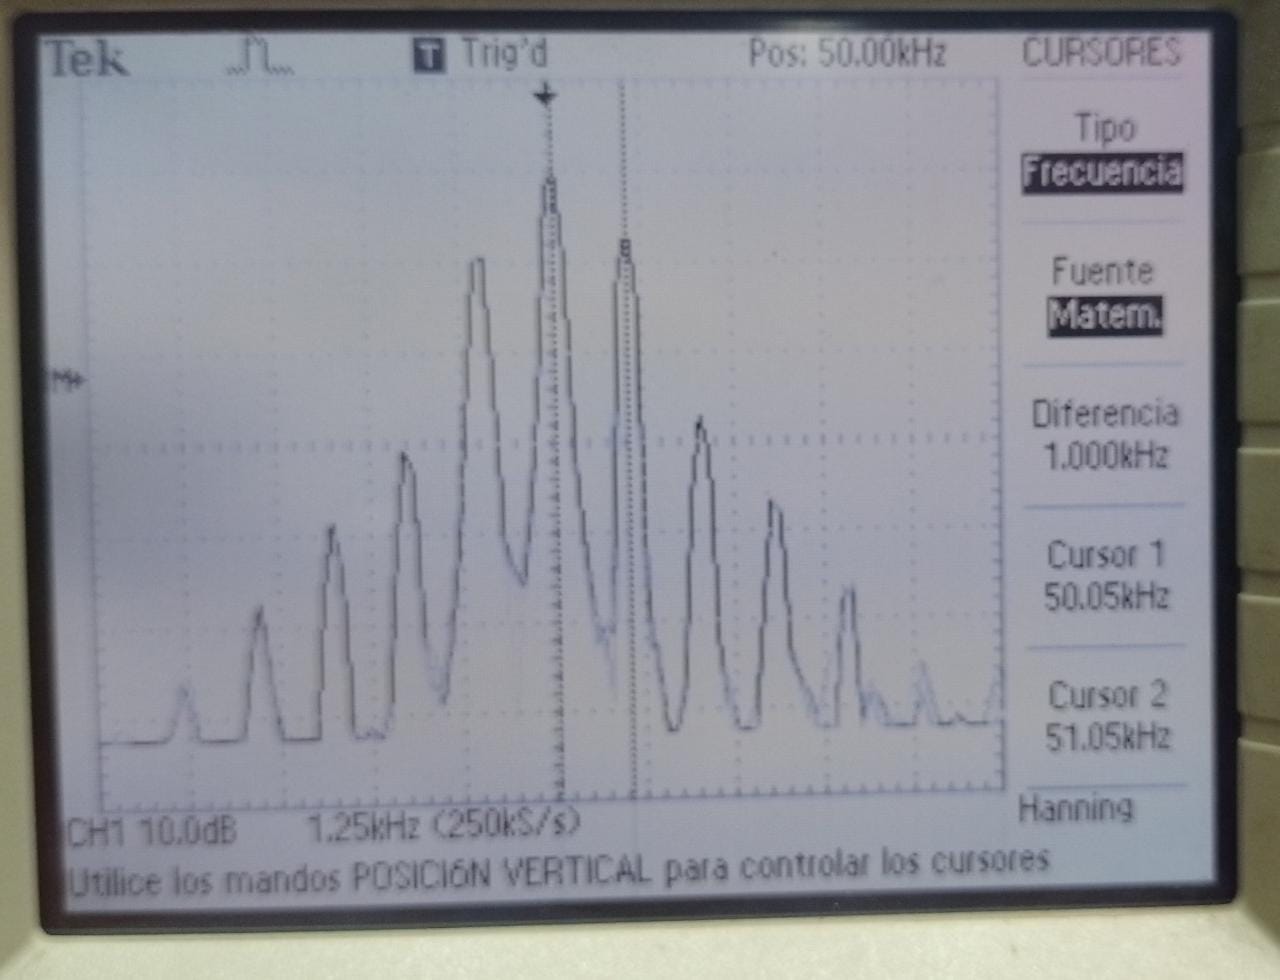 Tek T Trig'd Pos: 50.00kHz CURSORES
Tipo
Frecuencia
Fuente
Matem.
M
Diferencia
1.000kHz
Cursor 1
50.05kHz
Cursor 2
51.05kHz
Hanning
CH1 10.0dB 1.25kHz (250kS/s)
Utilice los mandos POSICIÓN VERTICAL para controlar los cursores